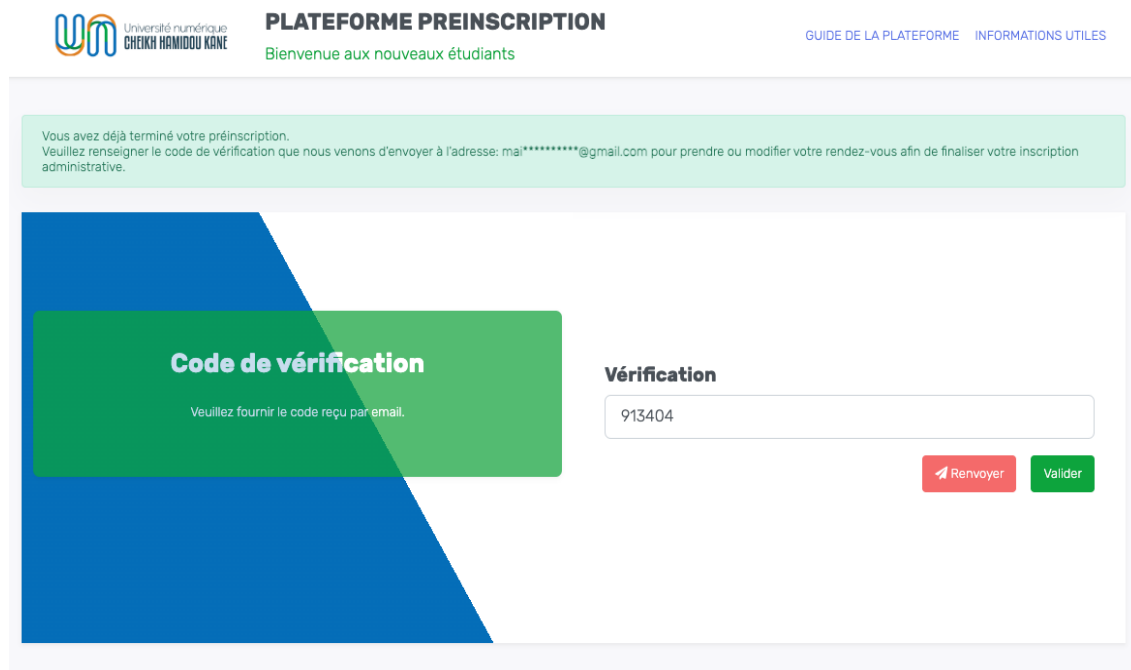 Université numérique
CHEIKH HAMIDOU KANE
PLATEFORME PREINSCRIPTION
Bienvenue aux nouveaux étudiants
GUIDE DE LA PLATEFORME
INFORMATIONS UTILES
Vous avez déjà terminé votre préinscription.
Veuillez renseigner le code de vérification que nous venons d'envoyer à l'adresse: mai**********@gmail.com pour prendre ou modifier votre rendez-vous afin de finaliser votre inscription
administrative.
Code de vérification
Veuillez fournir le code reçu par email.
Vérification
913404
Renvoyer
Valider